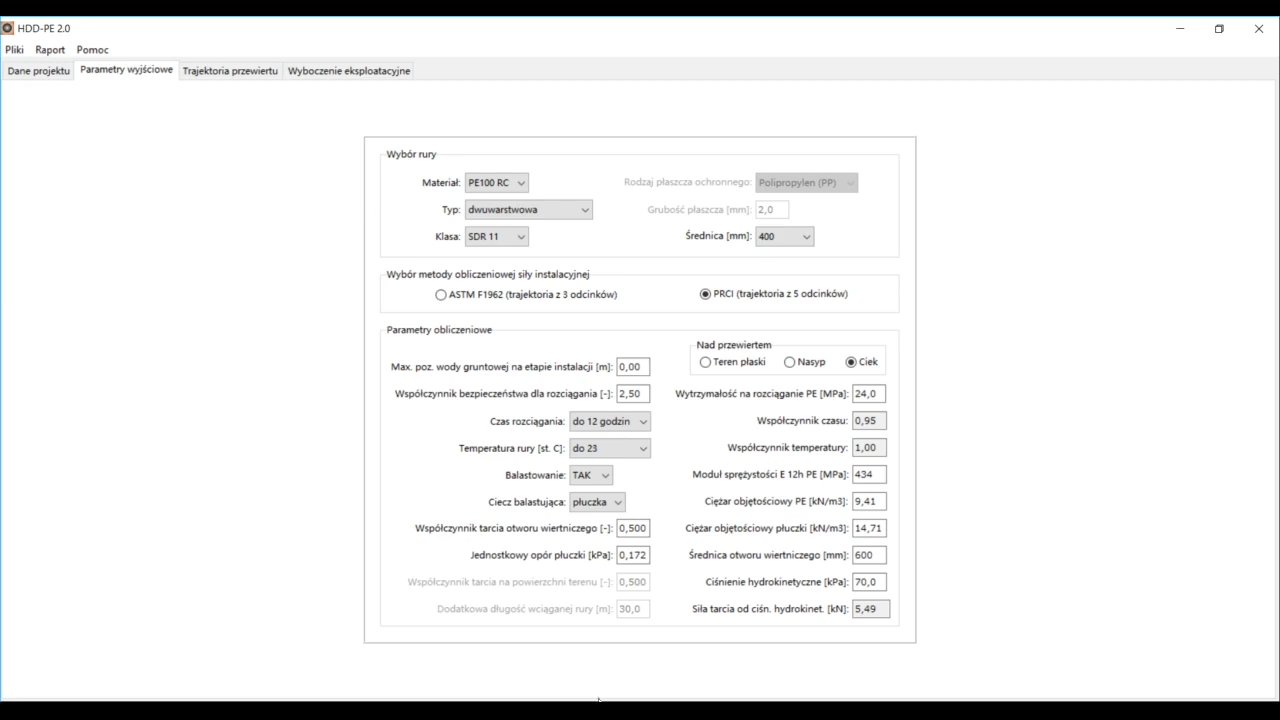 HDD-PE 2.0
Pliki Raport Pomoc
Dane projektu Parametry wyjściowe Trajektoria przewiertu Wyboczenie eksploatacyjne
Wybór rury
Materiał: PE100 RC Rodzaj płaszcza ochronnego: Polipropylen (PP)
Typ: dwuwarstwowa Grubość płaszcza [mm]: 2,0
Klasa: SDR 11 Średnica [mm]: 400
Wybór metody obliczeniowej siły instalacyjnej
ASTM F1962 (trajektoria z 3 odcinków) PRCI (trajektoria z 5 odcinków)
Parametry obliczeniowe
Nad przewiertem
Teren płaski Nasyp Ciek
Max. poz. wody gruntowej na etapie instalacji [m]: 0,00
Współczynnik bezpieczeństwa dla rozciągania [-]: 2,50 Wytrzymałość na rozciąganie PE [MPa]: 24,0
Czas rozciągania: do 12 godzin Współczynnik czasu: 0,95
Temperatura rury [st. C]: do 23 Współczynnik temperatury: 1,00
Balastowanie: TAK Moduł sprężystości E 12h PE [MPa]: 434
Ciecz balastująca: płuczka Ciężar objętościowy PE [kN/m3]: 9,41
Współczynnik tarcia otworu wiertniczego [-]: 0,500 Ciężar objętościowy płuczki [kN/m3]: 14,71
Jednostkowy opór płuczki [kPa]: 0,172 Średnica otworu wiertniczego [mm]: 600
Współczynnik tarcia na powierzchni terenu [-]: 0,500 Ciśnienie hydrokinetyczne [kPa]: 70,0
Dodatkowa długość wciąganej rury [m]: 30,0 Siła tarcia od ciśn. hydrokinet. [kN]: 5,49